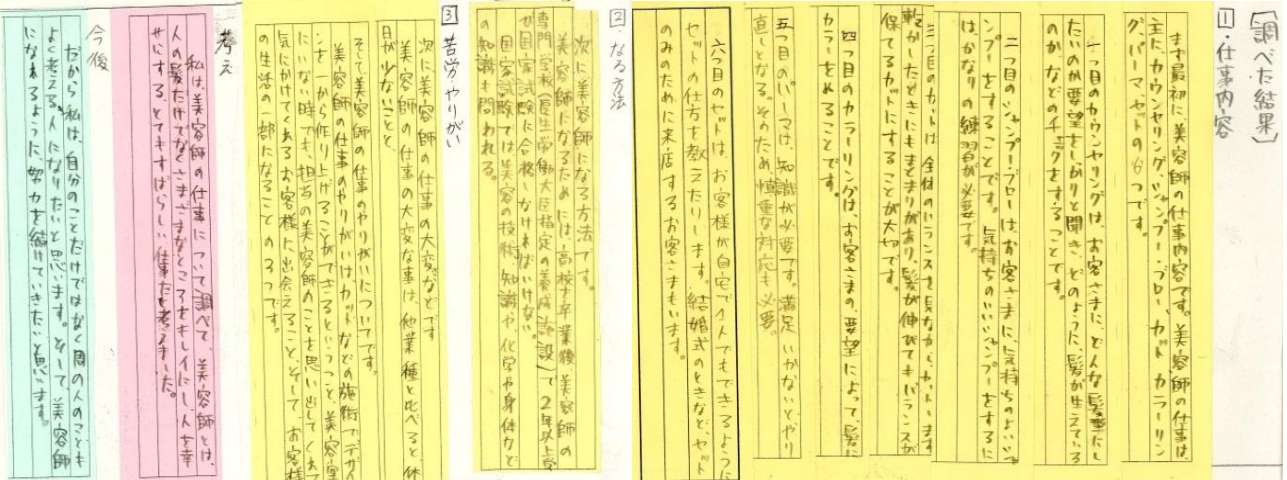 〔調べた結果〕
1・仕事内容
まず最初に、美容師の仕事内容です。美容師の仕事は、
主に、カウンセリング・シャンプー・ブロー、カット、カラーリン
グ、パーマ、セットの6つです。
一つ目のカウンセリングは、お客さまに、どんな髪型にし
たいのか要望をしっかりと聞き、どのように、髪が生えている
のか、などのチェックをすることです。
二つ目のシャンプー・ブローは、お客さまに、気持ちのよいシャ
ンプーをすることです。気持ちのいいシャンプーをするに
は、かなりの練習が必要です。
三つ目のカットは、全体のバランスを見ながら、カットします
乾かしたときにもまとまりがあり、髪が伸びてもバランスが
保てるカットにすることが大切です。
四つ目のカラーリングは、お客さまの、要望によって、髪に
カラーをそめることです。
五つ目のパーマは、知識が必要です。満足いかないとやり
直しとなる。そのため、慎重な対応も必要。
六つ目のセットは、お客様が自宅で1人でもできるように
セットの仕方を教えたりします。結婚式のときなど、セット
のみのために来店するお客さまもいます。
2・なる方法
次に美容師になる方法です。
美容師になるためには、高校を卒業後美容師の
専門学校(厚生労働大臣指定の養成施設)で2年以上学
び国家試験に合格しなければいけない。
国家試験では美容の技術、知識や、化学や身体など
の知識も問われる。
3 苦労・やりがい
次に美容師の仕事の大変などです
美容師の仕事の大変な事は、他業種と比べると休
日が少ないこと、
そして美容師の仕事のやりがいについてです。
美容師の仕事のやりがいはカットなどの施術でデザイ
ンを一から作り上げることができるということ、美容室
にいない時でも、担当の美容師のことを思い出してくれて
気にかけてくれるお客様に出会えること、そして、お客様
の生活の一部になること の3つです。
考え
私は、美容師の仕事について調べて、美容師とは、
人の髪だけでなくさまざまなところをキレイにし、人を幸
せにする、とてもすばらしい仕事だと考えました。
今後
だから私は、自分のことだけではなく周の人のことも
よく考える人になりたいと思います。そして、美容師
になれるように、努力を続けていきたいと思います。